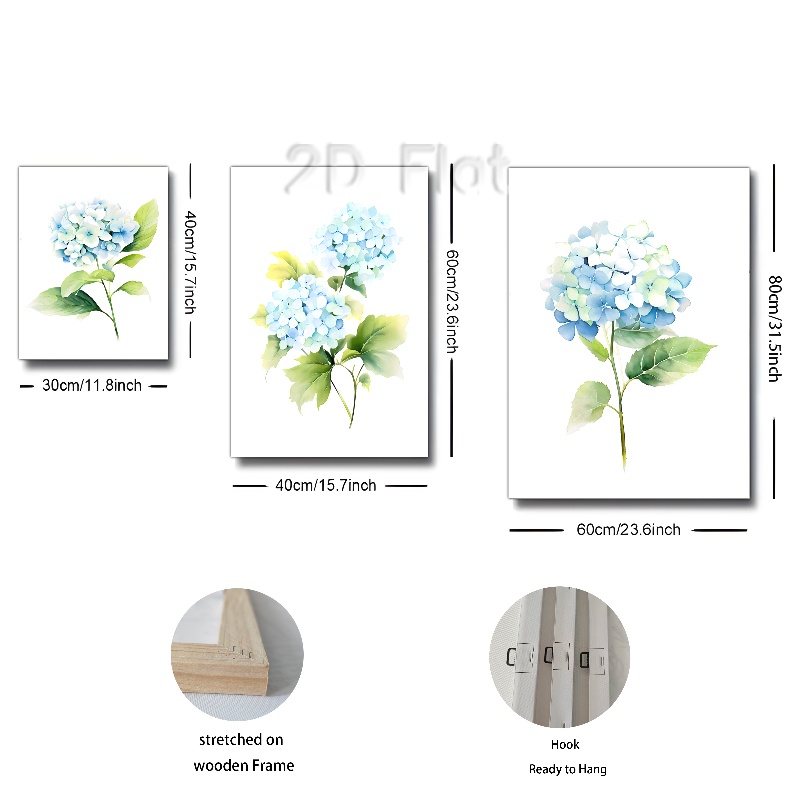 2D Flat
40cm/15.7inch
30cm/11.8inch
60cm/23.6inch
40cm/15.7inch
80cm/31.5inch
60cm/23.6inch
stretched on
wooden Frame
Hook
Ready to Hang